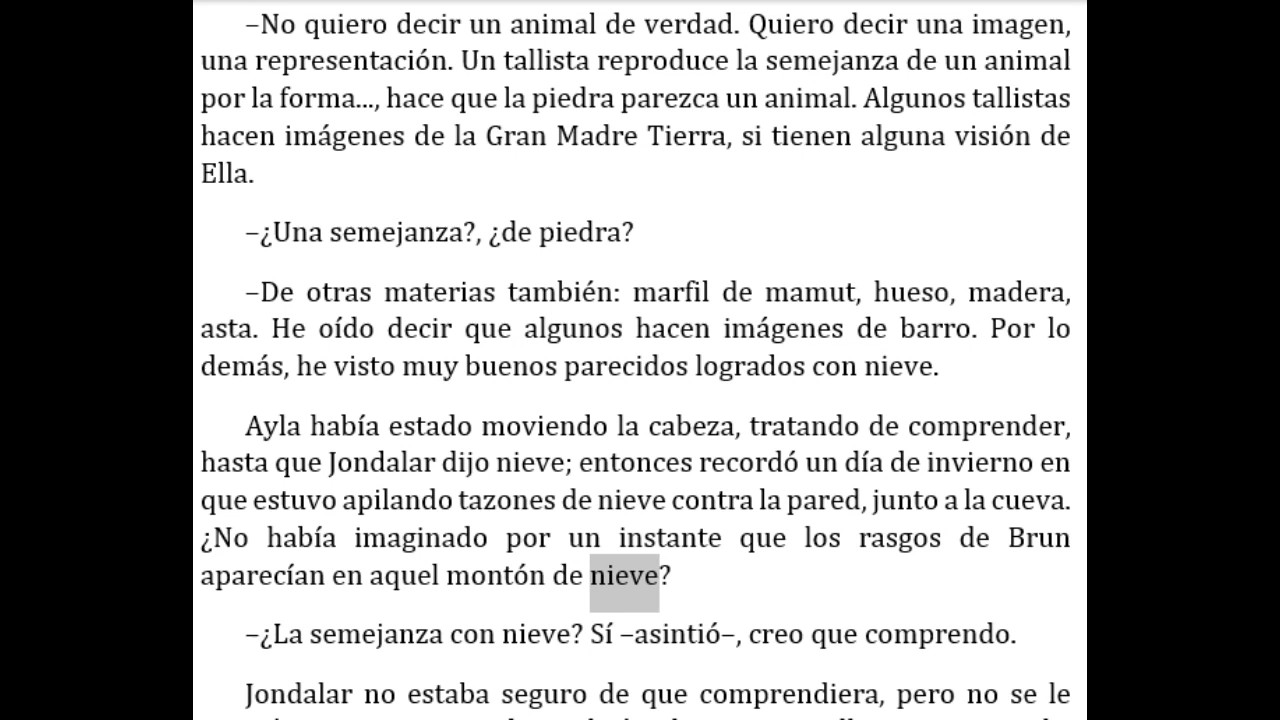 –No quiero decir un animal de verdad. Quiero decir una imagen,
una representación. Un tallista reproduce la semejanza de un animal
por la forma..., hace que la piedra parezca un animal. Algunos tallistas
hacen imágenes de la Gran Madre Tierra, si tienen alguna visión de
Ella.
–¿Una semejanza?, ¿de piedra?
–De otras materias también: marfil de mamut, hueso, madera,
asta. He oído decir que algunos hacen imágenes de barro. Por lo
demás, he visto muy buenos parecidos logrados con nieve.
Ayla había estado moviendo la cabeza, tratando de comprender,
hasta que Jondalar dijo nieve; entonces recordó un día de invierno en
que estuvo apilando tazones de nieve contra la pared, junto a la cueva.
¿No había imaginado por un instante que los rasgos de Brun
aparecían en aquel montón de nieve?
–¿La semejanza con nieve? Sí –asintió–, creo que comprendo.
Jondalar no estaba seguro de que comprendiera, pero no se le